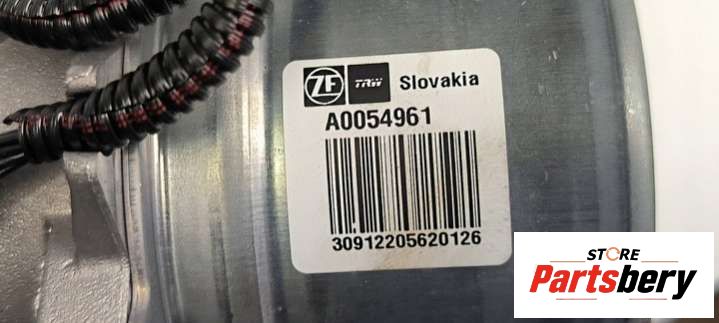 ZF TRW Slovakia
A0054961
30912205620126
STORE
Partsbery